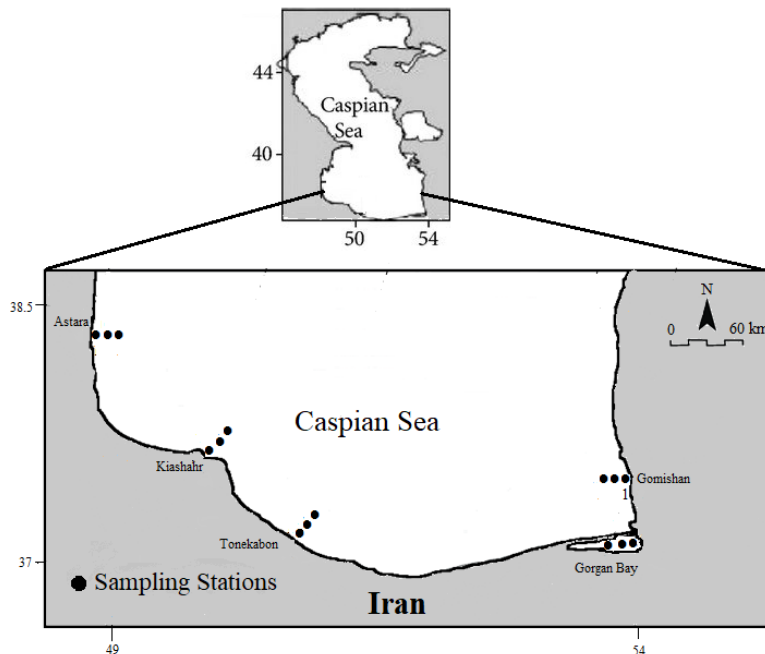 44
Caspian
Sea
40
50 54
38.5
Astara
N
0 60 km
Caspian Sea
Kiashahr
Gomishan
1
Tonekabon
37
Gorgan Bay
Sampling Stations
Iran
49 54